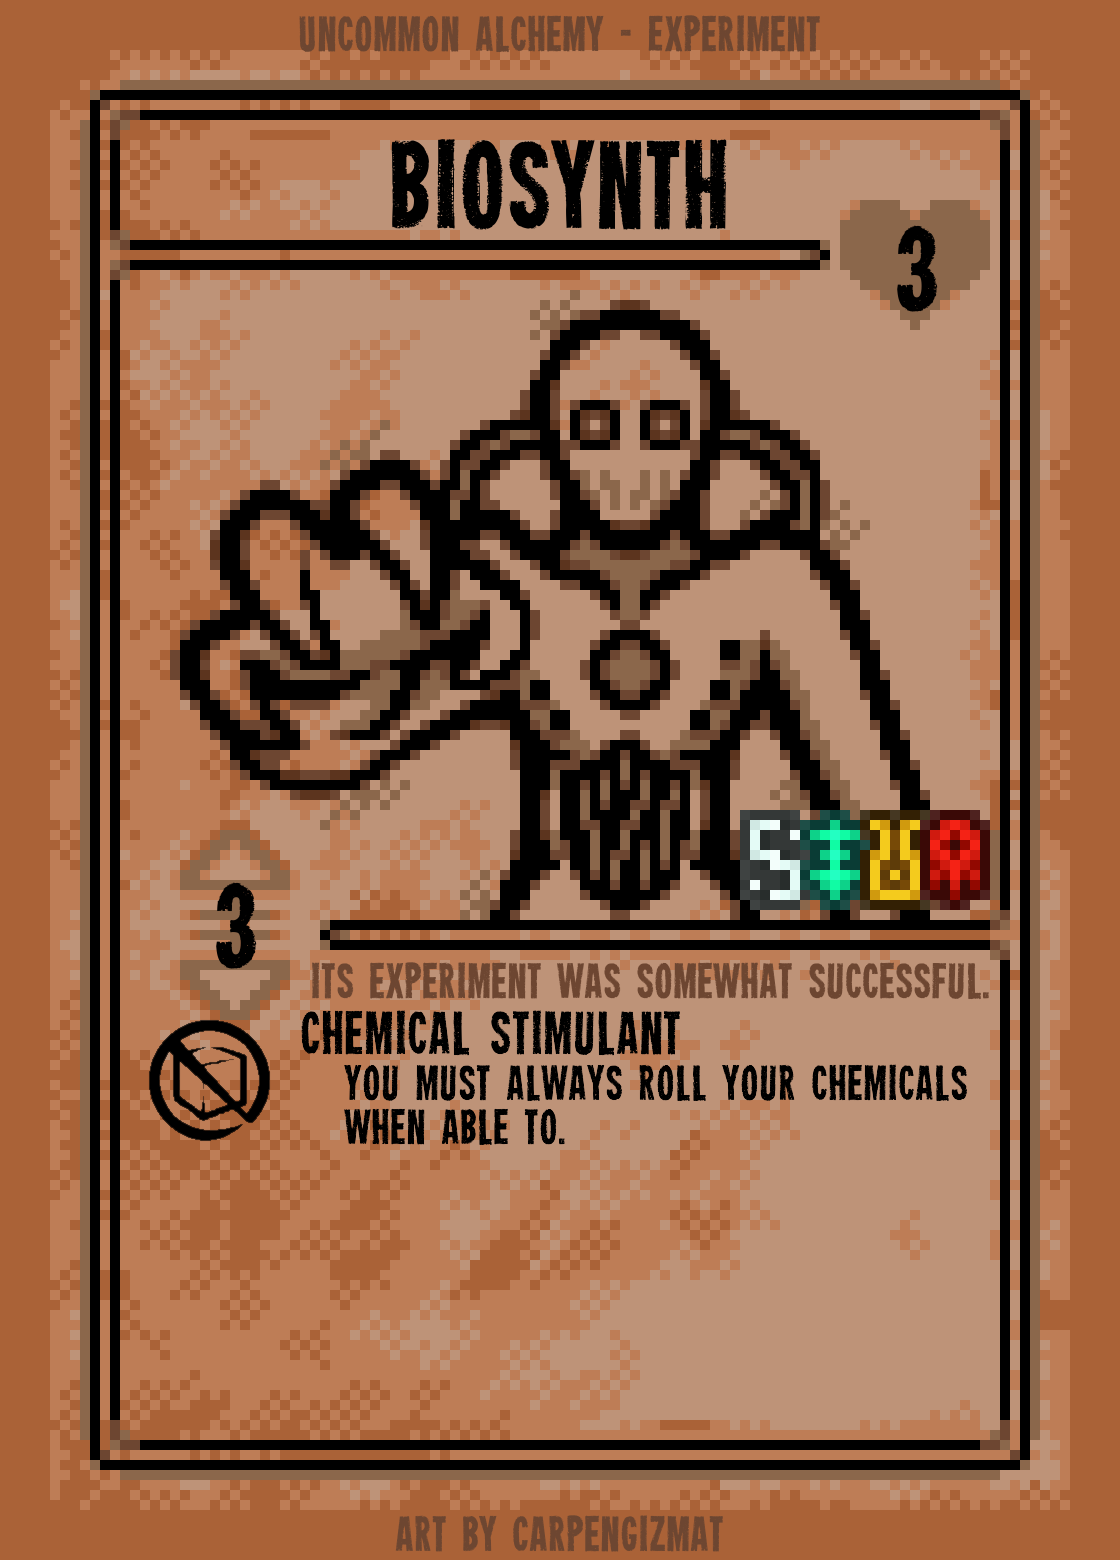 UNCOMMON ALCHEMY - EXPERIMENT
BIOSYNTH
3
3
ITS EXPERIMENT WAS SOMEWHAT SUCCESSFUL.
CHEMICAL STIMULANT
YOU MUST ALWAYS ROLL YOUR CHEMICALS
WHEN ABLE TO.
ART BY CARPENGIZMAT